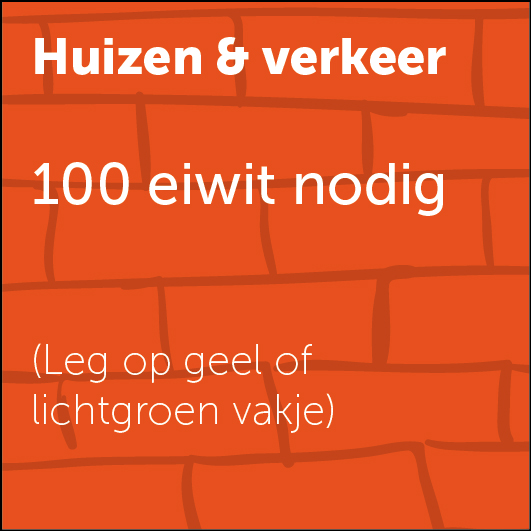 Huizen & verkeer
100 eiwit nodig
(Leg op geel of
lichtgroen vakje)